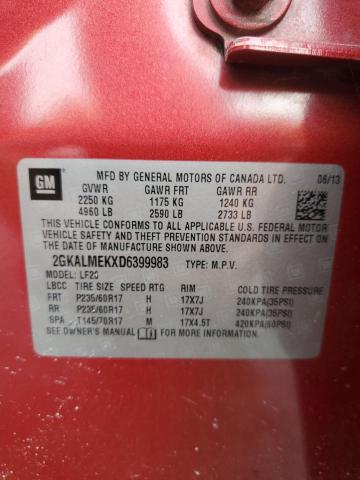 GM
MFD BY GENERAL MOTORS OF CANADA LTD. 06/13
GVWR GAWR FRT GAWR RR
2250 KG 1175 KG 1240 KG
4960 LB 2590 LB 2733 LB
THIS VEHICLE CONFORMS TO ALL APPLICABLE U.S. FEDERAL MOTOR
VEHICLE SAFETY, BUMPER, AND THEFT PREVENTION STANDARDS IN
EFFECT ON THE DATE OF MANUFACTURE SHOWN ABOVE.
2GKALMEKXD6399983 TYPE: M.P.V.
MODEL: LF26
LBCC TIRE SIZE SPEED RTG RIM COLD TIRE PRESSURE
FRT P235/60R17 H 17X7J 240KPA(35PSI)
RR P235/60R17 H 17X7J 240KPA(35PSI)
SPA T145/70R17 M 17X4.5T 420KPA(60PSI)
SEE OWNER'S MANUAL FOR MORE INFORMATION.